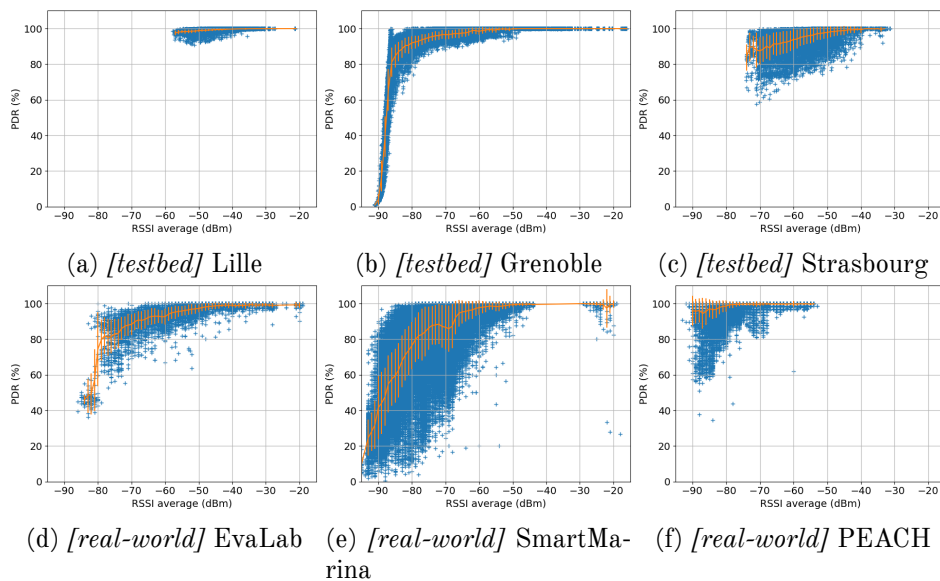 100
80
60
40
20
0
PDR (%)
−90 −80 −70 −60 −50 −40 −30 −20
RSSI average (dBm)
100
80
60
40
20
0
PDR (%)
−90 −80 −70 −60 −50 −40 −30 −20
RSSI average (dBm)
100
80
60
40
20
0
PDR (%)
−90 −80 −70 −60 −50 −40 −30 −20
RSSI average (dBm)
(a) [testbed] Lille
(b) [testbed] Grenoble
(c) [testbed] Strasbourg
100
80
60
40
20
0
PDR (%)
−90 −80 −70 −60 −50 −40 −30 −20
RSSI average (dBm)
100
80
60
40
20
0
PDR (%)
−90 −80 −70 −60 −50 −40 −30 −20
RSSI average (dBm)
100
80
60
40
20
0
PDR (%)
−90 −80 −70 −60 −50 −40 −30 −20
RSSI average (dBm)
(d) [real-world] EvaLab
(e) [real-world] SmartMa-
rina
(f) [real-world] PEACH